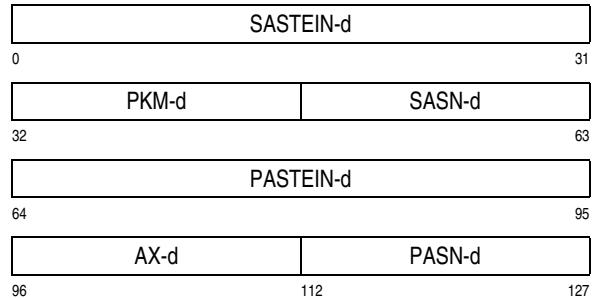 SASTEIN-d
0 31
PKM-d SASN-d
32 63
PASTEIN-d
64 95
AX-d PASN-d
96 112 127